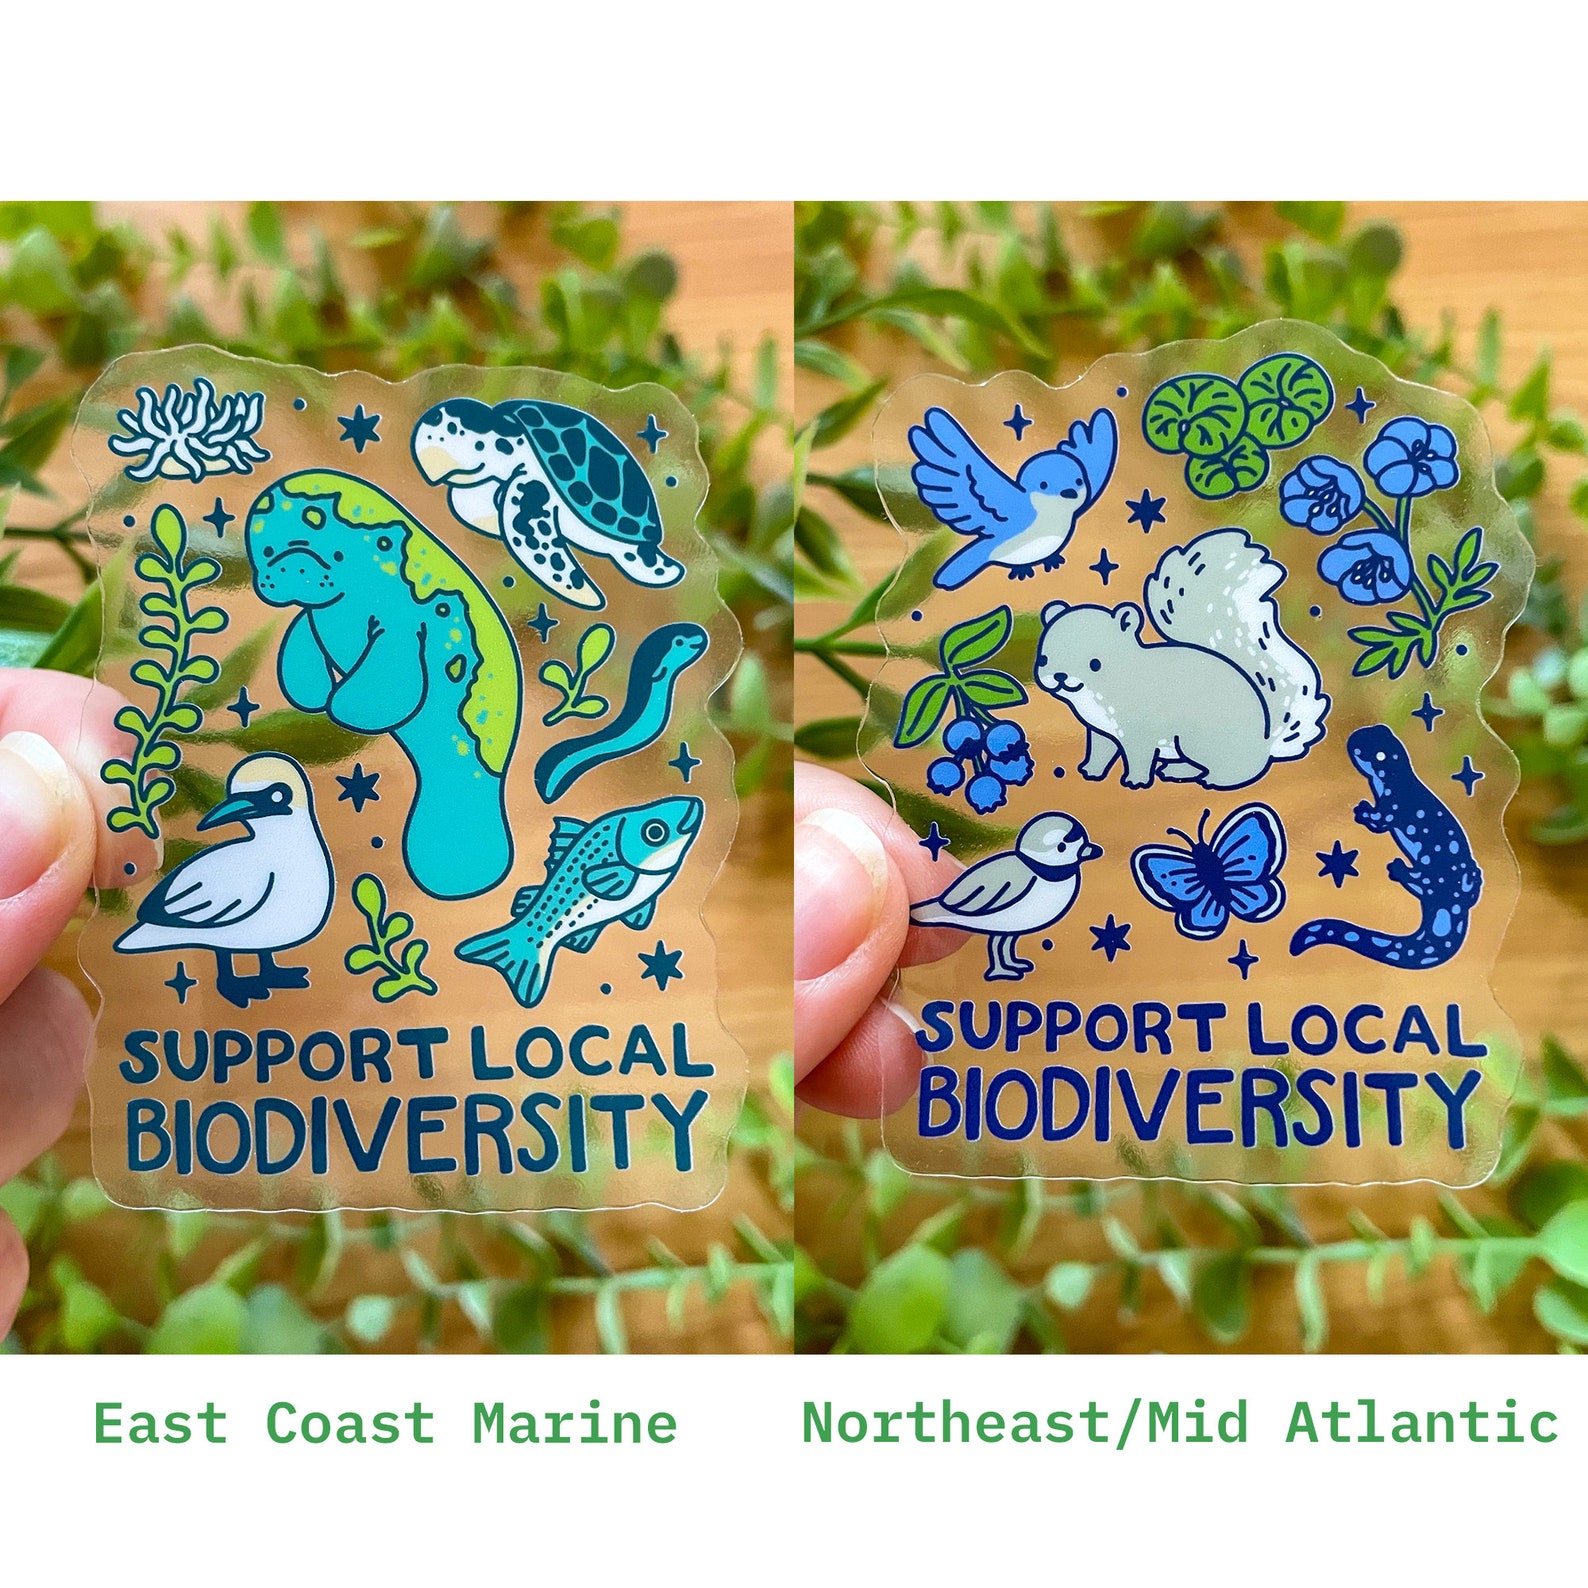 SUPPORT LOCAL
BIODIVERSITY
SUPPORT LOCAL
BIODIVERSITY
East Coast Marine
Northeast/Mid Atlantic